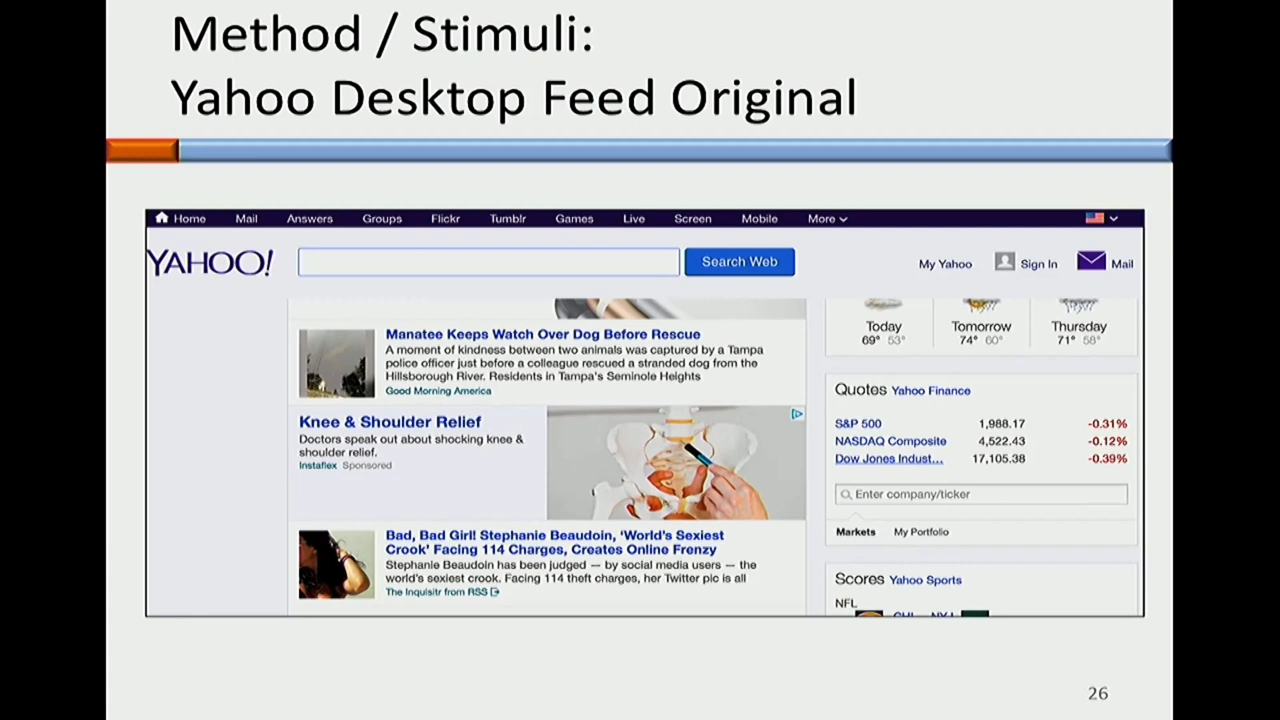 Method / Stimuli:
Yahoo Desktop Feed Original
Home Mail Answers Groups Flickr Tumblr Games Live Screen Mobile More
YAHOO!
Search Web
My Yahoo Sign In Mail
Manatee Keeps Watch Over Dog Before Rescue
A moment of kindness between two animals was captured by a Tampa
police officer just before a colleague rescued a stranded dog from the
Hillsborough River. Residents in Tampa's Seminole Heights
Good Morning America
Knee & Shoulder Relief
Doctors speak out about shocking knee &
shoulder relief.
Instaflex Sponsored
Bad, Bad Girl! Stephanie Beaudoin, 'World's Sexiest
Crook' Facing 114 Charges, Creates Online Frenzy
Stephanie Beaudoin has been judged — by social media users — the
world's sexiest crook. Facing 114 theft charges, her Twitter pic is all
The Inquisitr from RSS
Today Tomorrow Thursday
69° 53° 74° 60° 71° 58°
Quotes Yahoo Finance
S&P 500 1,988.17 -0.31%
NASDAQ Composite 4,522.43 -0.12%
Dow Jones Indust... 17,105.38 -0.39%
Enter company/ticker
Markets My Portfolio
Scores Yahoo Sports
NFL
26